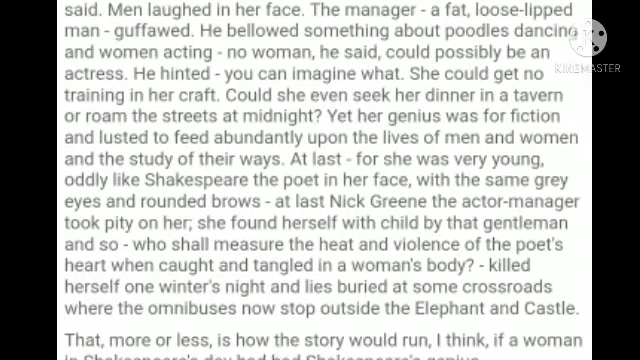 said. Men laughed in her face. The manager - a fat, loose-lipped
man - guffawed. He bellowed something about poodles dancing
and women acting - no woman, he said, could possibly be an
actress. He hinted - you can imagine what. She could get no
training in her craft. Could she even seek her dinner in a tavern
or roam the streets at midnight? Yet her genius was for fiction
and lusted to feed abundantly upon the lives of men and women
and the study of their ways. At last - for she was very young,
oddly like Shakespeare the poet in her face, with the same grey
eyes and rounded brows - at last Nick Greene the actor-manager
took pity on her; she found herself with child by that gentleman
and so - who shall measure the heat and violence of the poet's
heart when caught and tangled in a woman's body? - killed
herself one winter's night and lies buried at some crossroads
where the omnibuses now stop outside the Elephant and Castle.
That, more or less, is how the story would run, I think, if a woman
in Shakespeare's day had had Shakespeare's genius
KINEMASTER